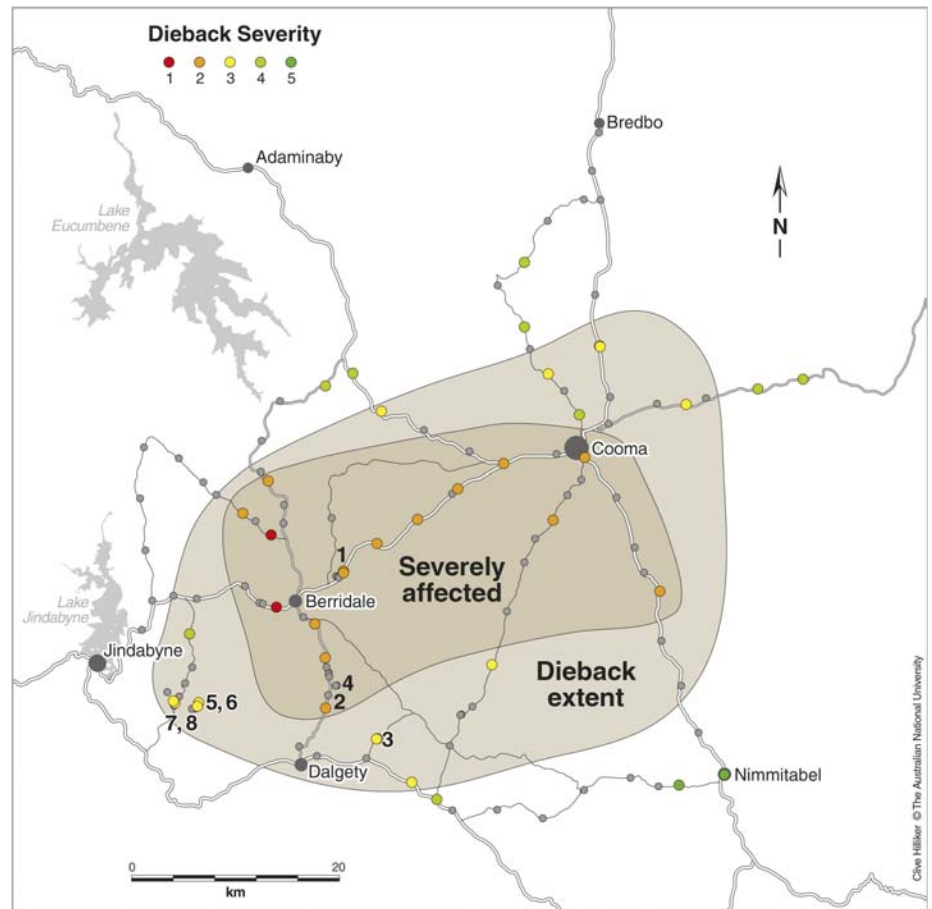 Dieback Severity
1 2 3 4 5
Bredbo
Adaminaby
N
Lake
Eucumbene
Cooma
1
Severely
affected
Berridale
Lake
Jindabyne
Jindabyne
Dieback
extent
4
5, 6
2
7, 8
3
Dalgety
Nimmitabel
0 20
km
Clive Hilliker © The Australian National University